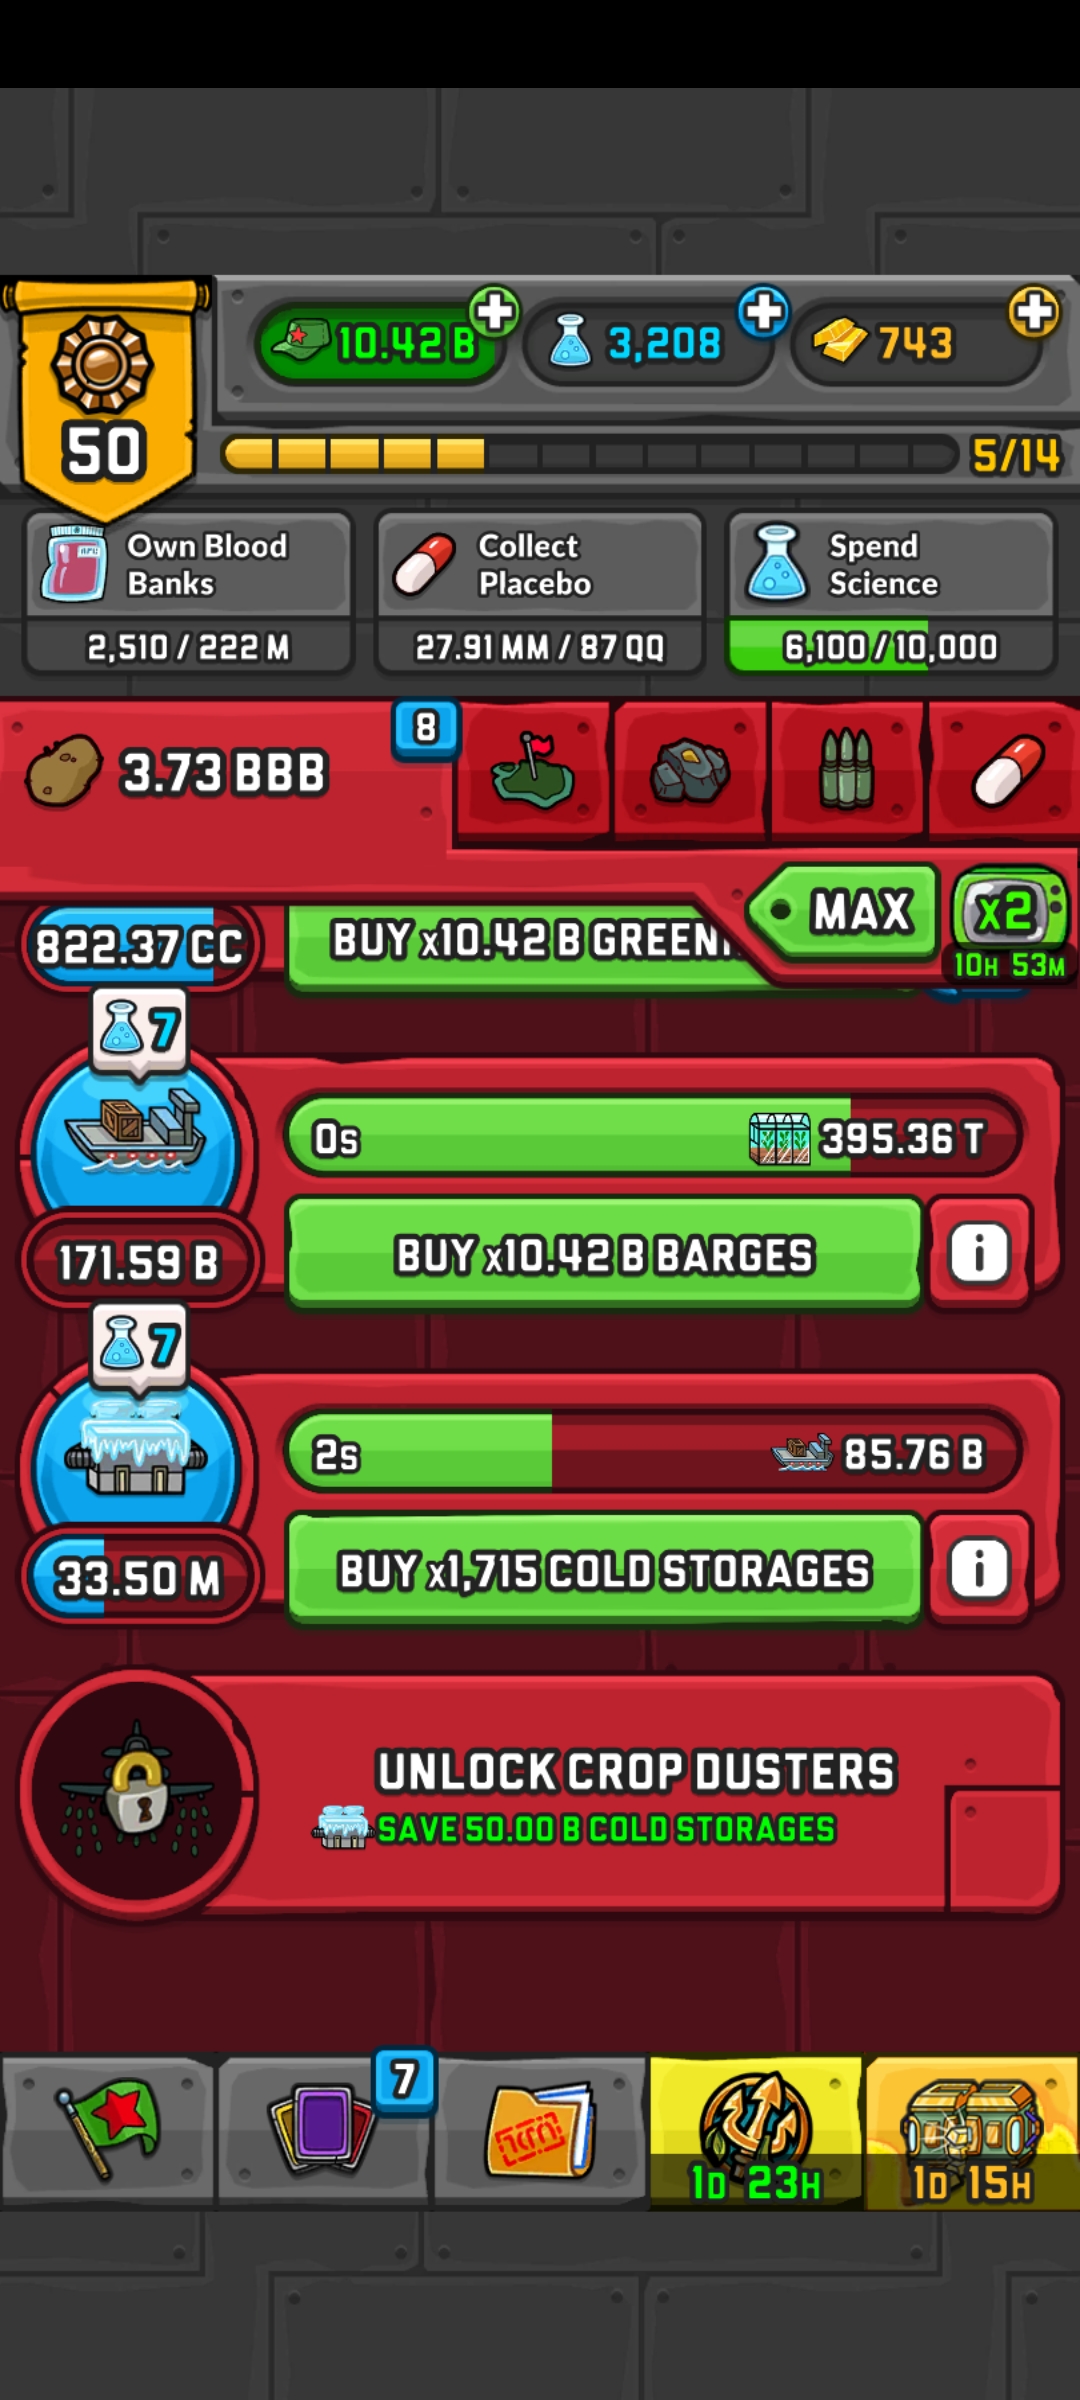 10.42 B
3,208
743
50
5/14
Own Blood
Banks
2,510 / 222 M
Collect
Placebo
27.91 MM / 87 QQ
Spend
Science
6,100 / 10,000
3.73 BBB
8
MAX
x2
10H 53M
822.37 CC
BUY x10.42 B GREEN
7
0s
395.36 T
171.59 B
BUY x10.42 B BARGES
i
7
2s
85.76 B
33.50 M
BUY x1,715 COLD STORAGES
i
UNLOCK CROP DUSTERS
SAVE 50.00 B COLD STORAGES
7
1D 23H
1D 15H